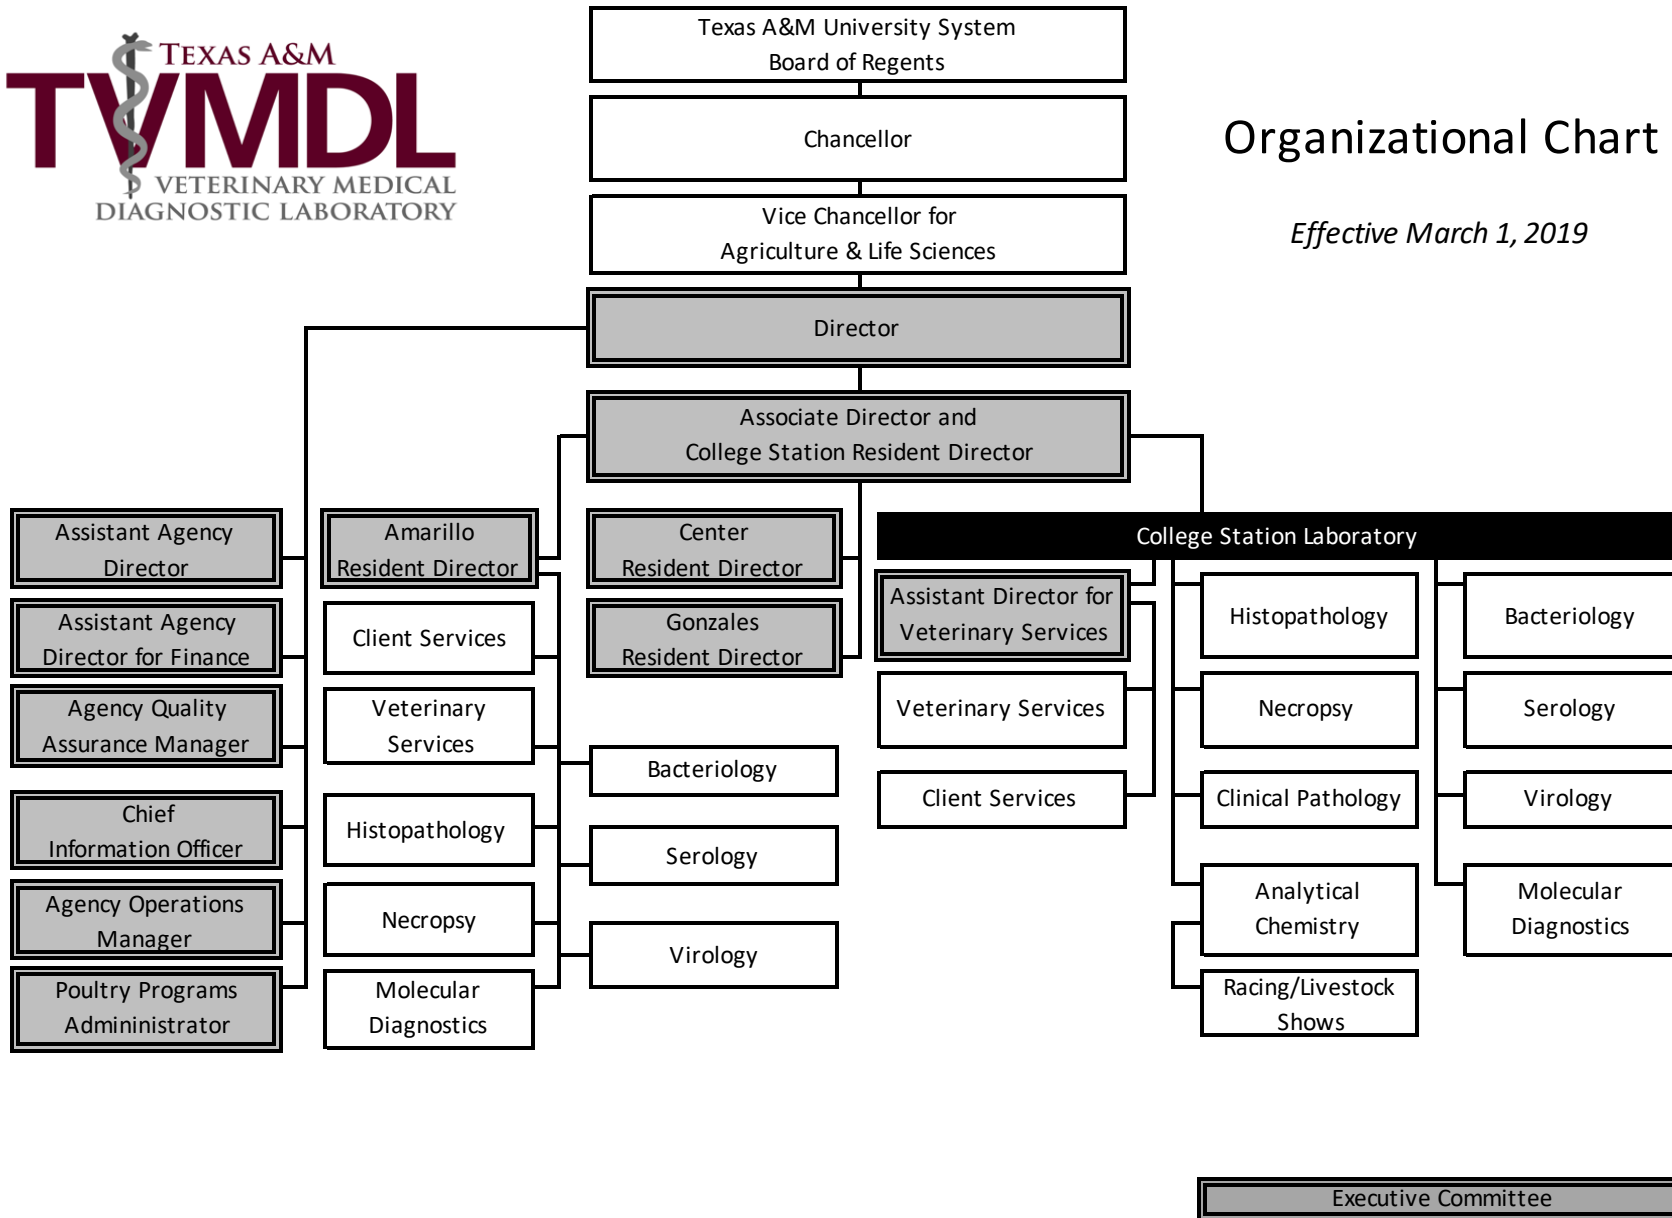 TEXAS A&M
TVMDL
VETERINARY MEDICAL
DIAGNOSTIC LABORATORY
Organizational Chart
Effective March 1, 2019
Texas A&M University System
Board of Regents
Chancellor
Vice Chancellor for
Agriculture & Life Sciences
Director
Associate Director and
College Station Resident Director
Assistant Agency
Director
Assistant Agency
Director for Finance
Agency Quality
Assurance Manager
Chief
Information Officer
Agency Operations
Manager
Poultry Programs
Admininistrator
Amarillo
Resident Director
Client Services
Veterinary
Services
Histopathology
Necropsy
Molecular
Diagnostics
Bacteriology
Serology
Virology
Center
Resident Director
Gonzales
Resident Director
College Station Laboratory
Assistant Director for
Veterinary Services
Veterinary Services
Client Services
Histopathology
Necropsy
Clinical Pathology
Analytical
Chemistry
Racing/Livestock
Shows
Bacteriology
Serology
Virology
Molecular
Diagnostics
Executive Committee